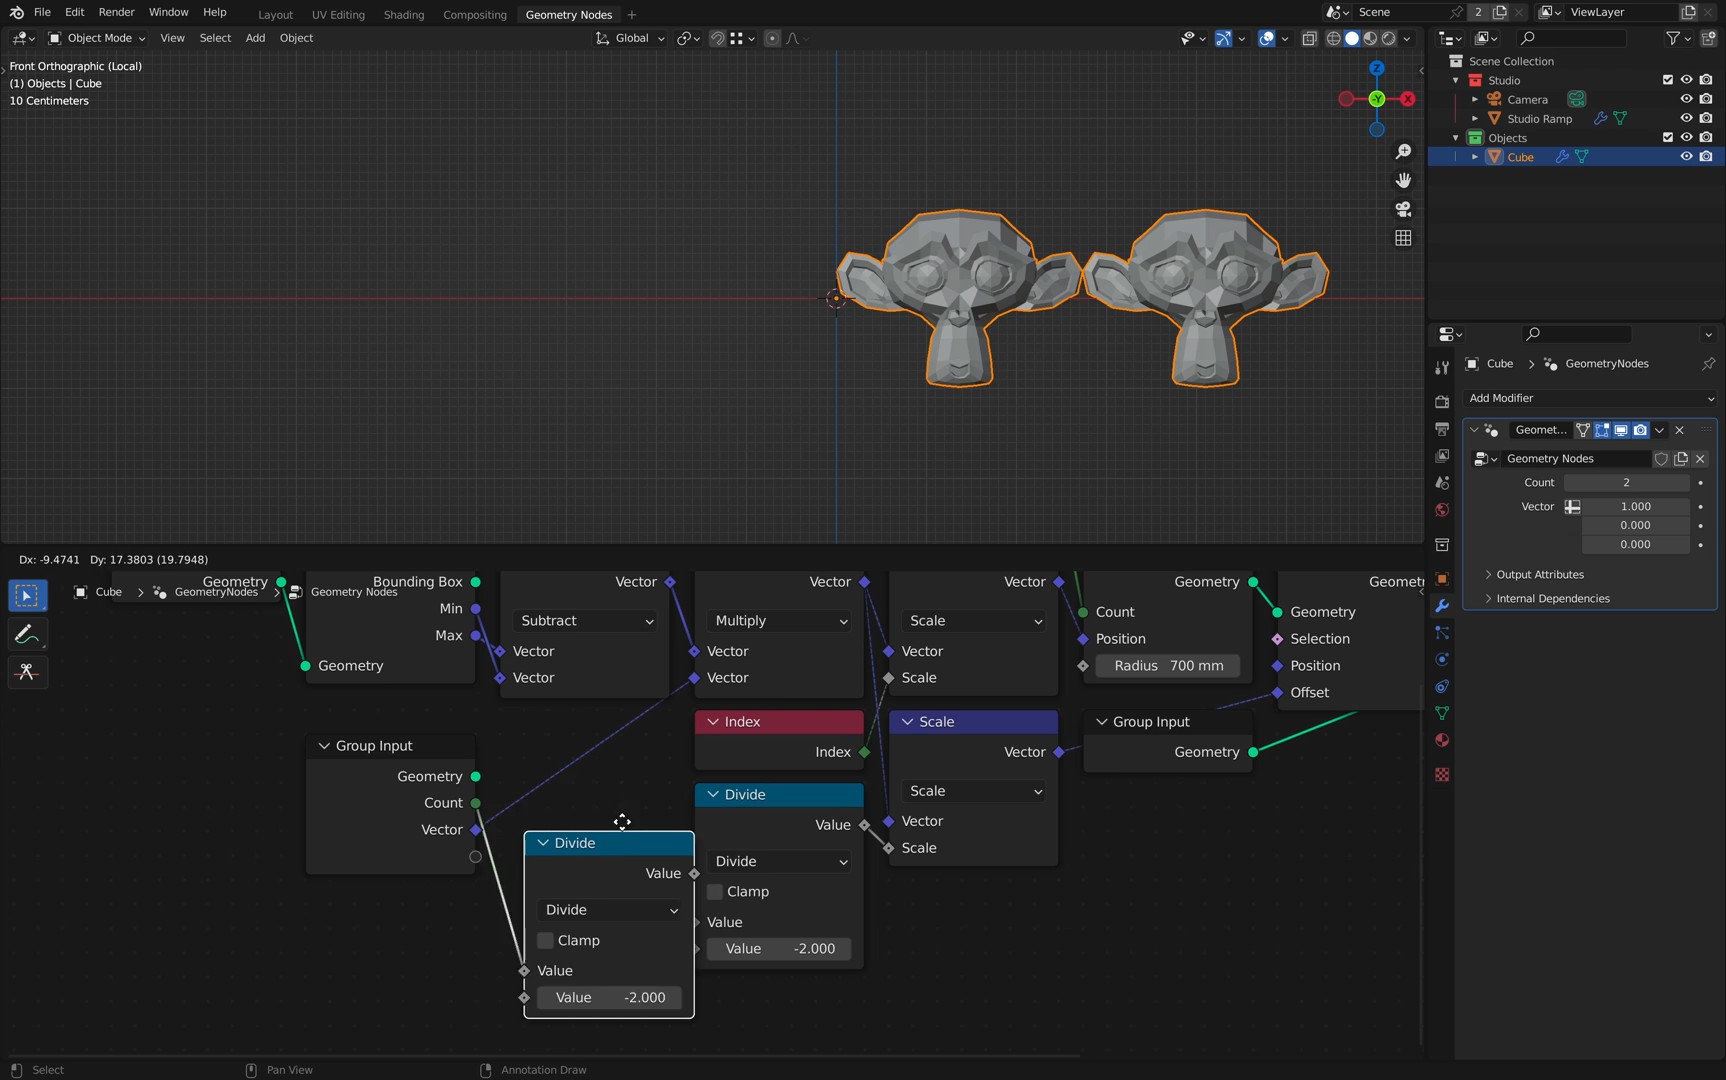 File Edit Render Window Help Layout UV Editing Shading Compositing Geometry Nodes + Scene 2 ViewLayer
Object Mode View Select Add Object Global
Front Orthographic (Local)
(1) Objects | Cube
10 Centimeters
Z
-Y
X
Scene Collection
Studio
Camera
Studio Ramp
Objects
Cube
Cube > GeometryNodes
Add Modifier
Geomet...
Geometry Nodes
Count 2
Vector 1.000
0.000
0.000
Output Attributes
Internal Dependencies
Dx: -9.4741 Dy: 17.3803 (19.7948)
Cube > GeometryNodes > Geometry Nodes
Geometry
Bounding Box
Min
Max
Geometry
Vector
Subtract
Vector
Vector
Vector
Multiply
Vector
Vector
Vector
Scale
Vector
Scale
Geometry
Count
Position
Radius 700 mm
Geomet
Geometry
Selection
Position
Offset
Group Input
Geometry
Count
Vector
Index
Index
Scale
Vector
Scale
Vector
Scale
Group Input
Geometry
Divide
Value
Divide
Clamp
Value
Value -2.000
Divide
Value
Divide
Clamp
Value
Value -2.000
Select Pan View Annotation Draw